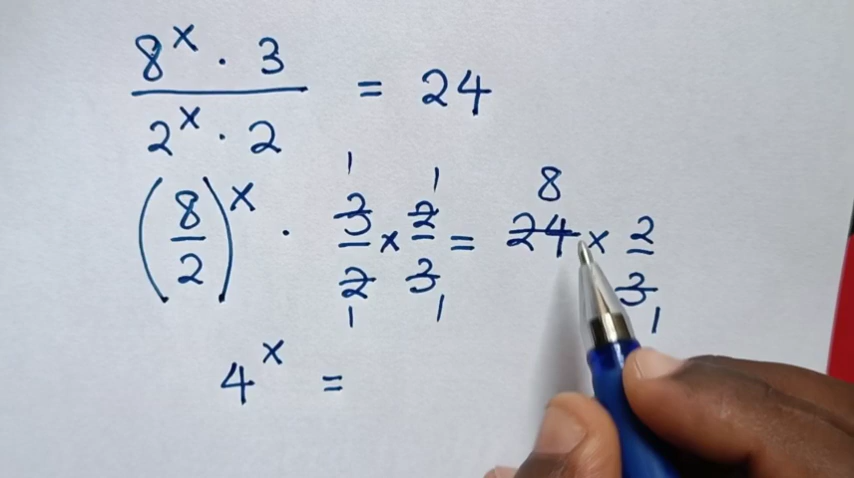 8^x · 3 / 2^x · 2 = 24
(8/2)^x · 3/2 × 2/3 = 24 × 2/3
1 1 8
1 1 1
4^x =